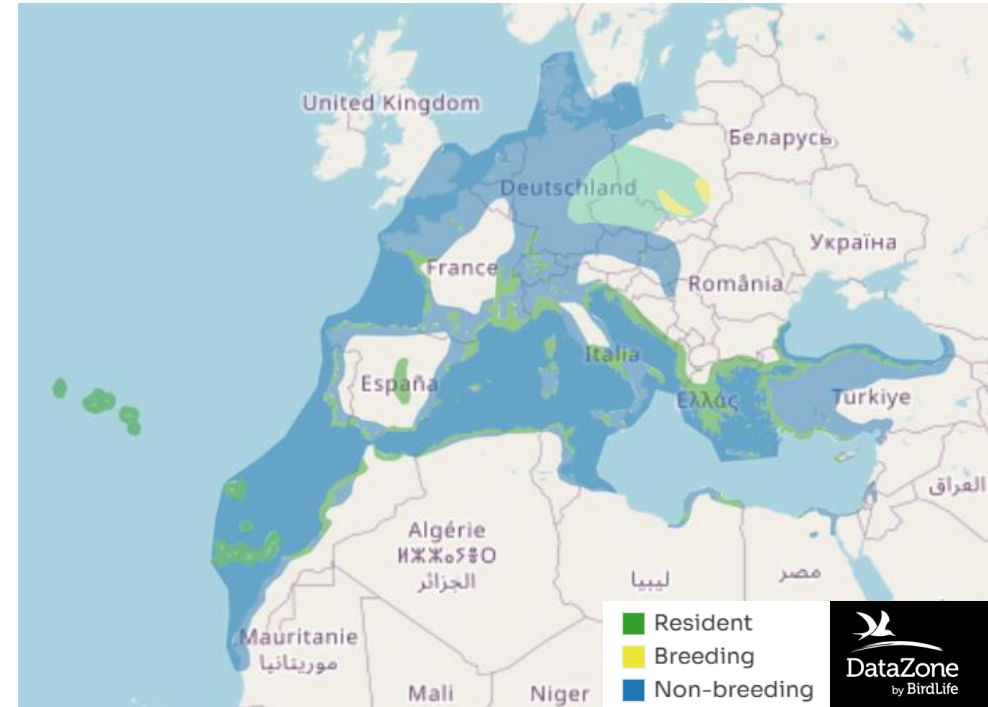 United Kingdom
Беларусь
Deutschland
Україна
France
România
Italia
España
Ελλάς
Türkiye
العراق
Algérie
ⵍⵣⵣⴰⵢⴻⵔ
الجزائر
ليبيا
مصر
Mauritanie
موريتانيا
Mali
Niger
Resident
Breeding
Non-breeding
DataZone
by BirdLife